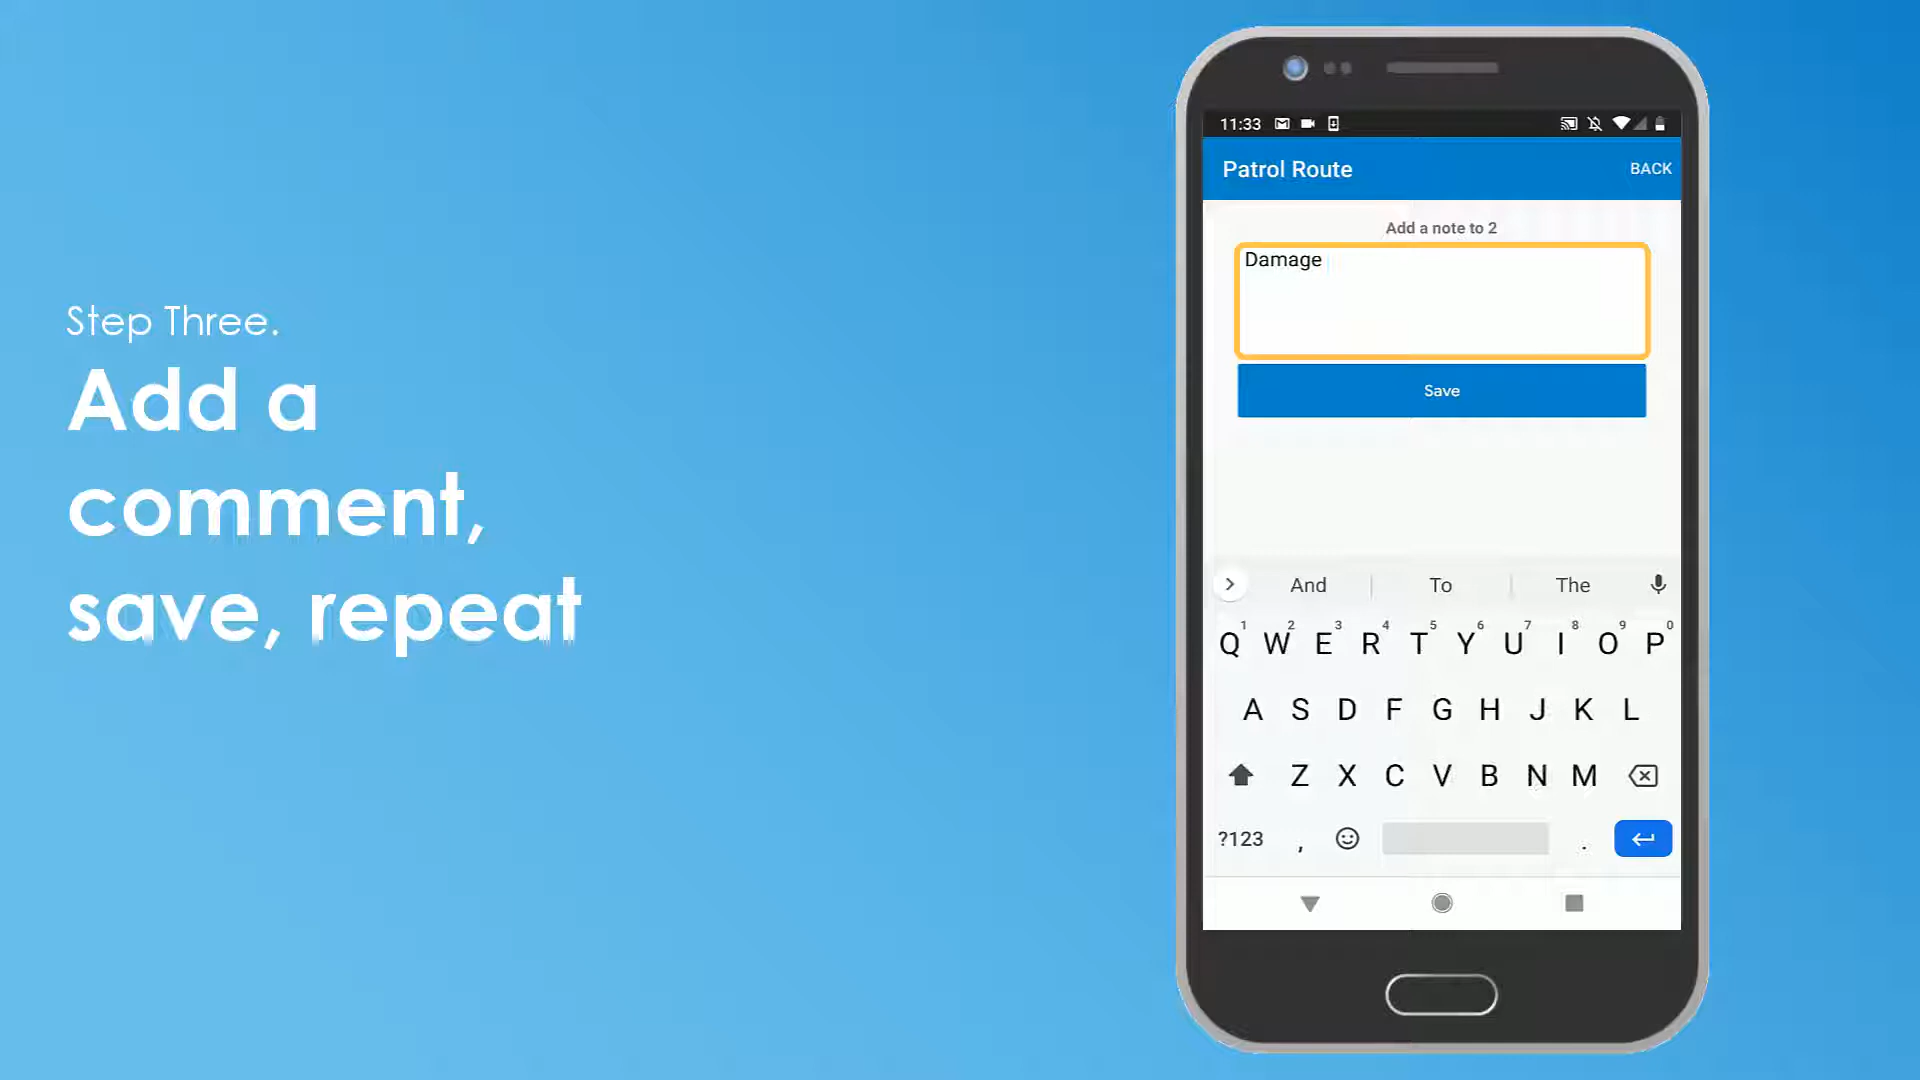 Step Three.
Add a
comment,
save, repeat
11:33
Patrol Route
BACK
Add a note to 2
Damage
Save
And To The
1 2 3 4 5 6 7 8 9 0
Q W E R T Y U I O P
A S D F G H J K L
Z X C V B N M
?123 , .